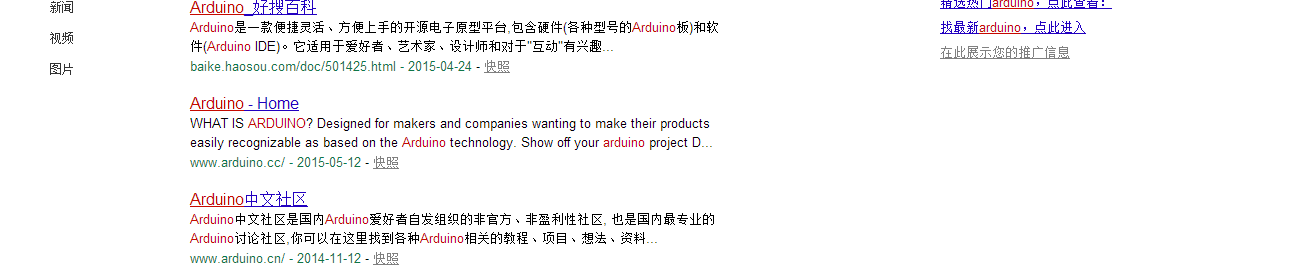 新闻
视频
图片
Arduino_好搜百科
Arduino是一款便捷灵活、方便上手的开源电子原型平台,包含硬件(各种型号的Arduino板)和软
件(Arduino IDE)。它适用于爱好者、艺术家、设计师和对于"互动"有兴趣...
baike.haosou.com/doc/501425.html - 2015-04-24 - 快照
Arduino - Home
WHAT IS ARDUINO? Designed for makers and companies wanting to make their products
easily recognizable as based on the Arduino technology. Show off your arduino project D...
www.arduino.cc/ - 2015-05-12 - 快照
Arduino中文社区
Arduino中文社区是国内Arduino爱好者自发组织的非官方、非盈利性社区, 也是国内最专业的
Arduino讨论社区,你可以在这里找到各种Arduino相关的教程、项目、想法、资料...
www.arduino.cn/ - 2014-11-12 - 快照
精选热门arduino，点此查看！
找最新arduino，点此进入
在此展示您的推广信息